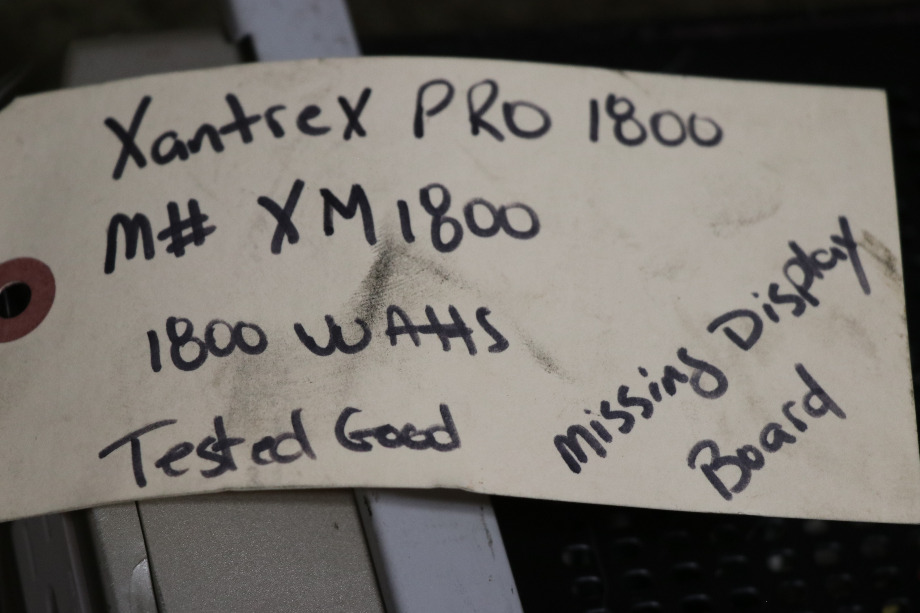 Xantrex PRO 1800
M# XM1800
1800 WATTS
Tested Good
Missing Display
Board